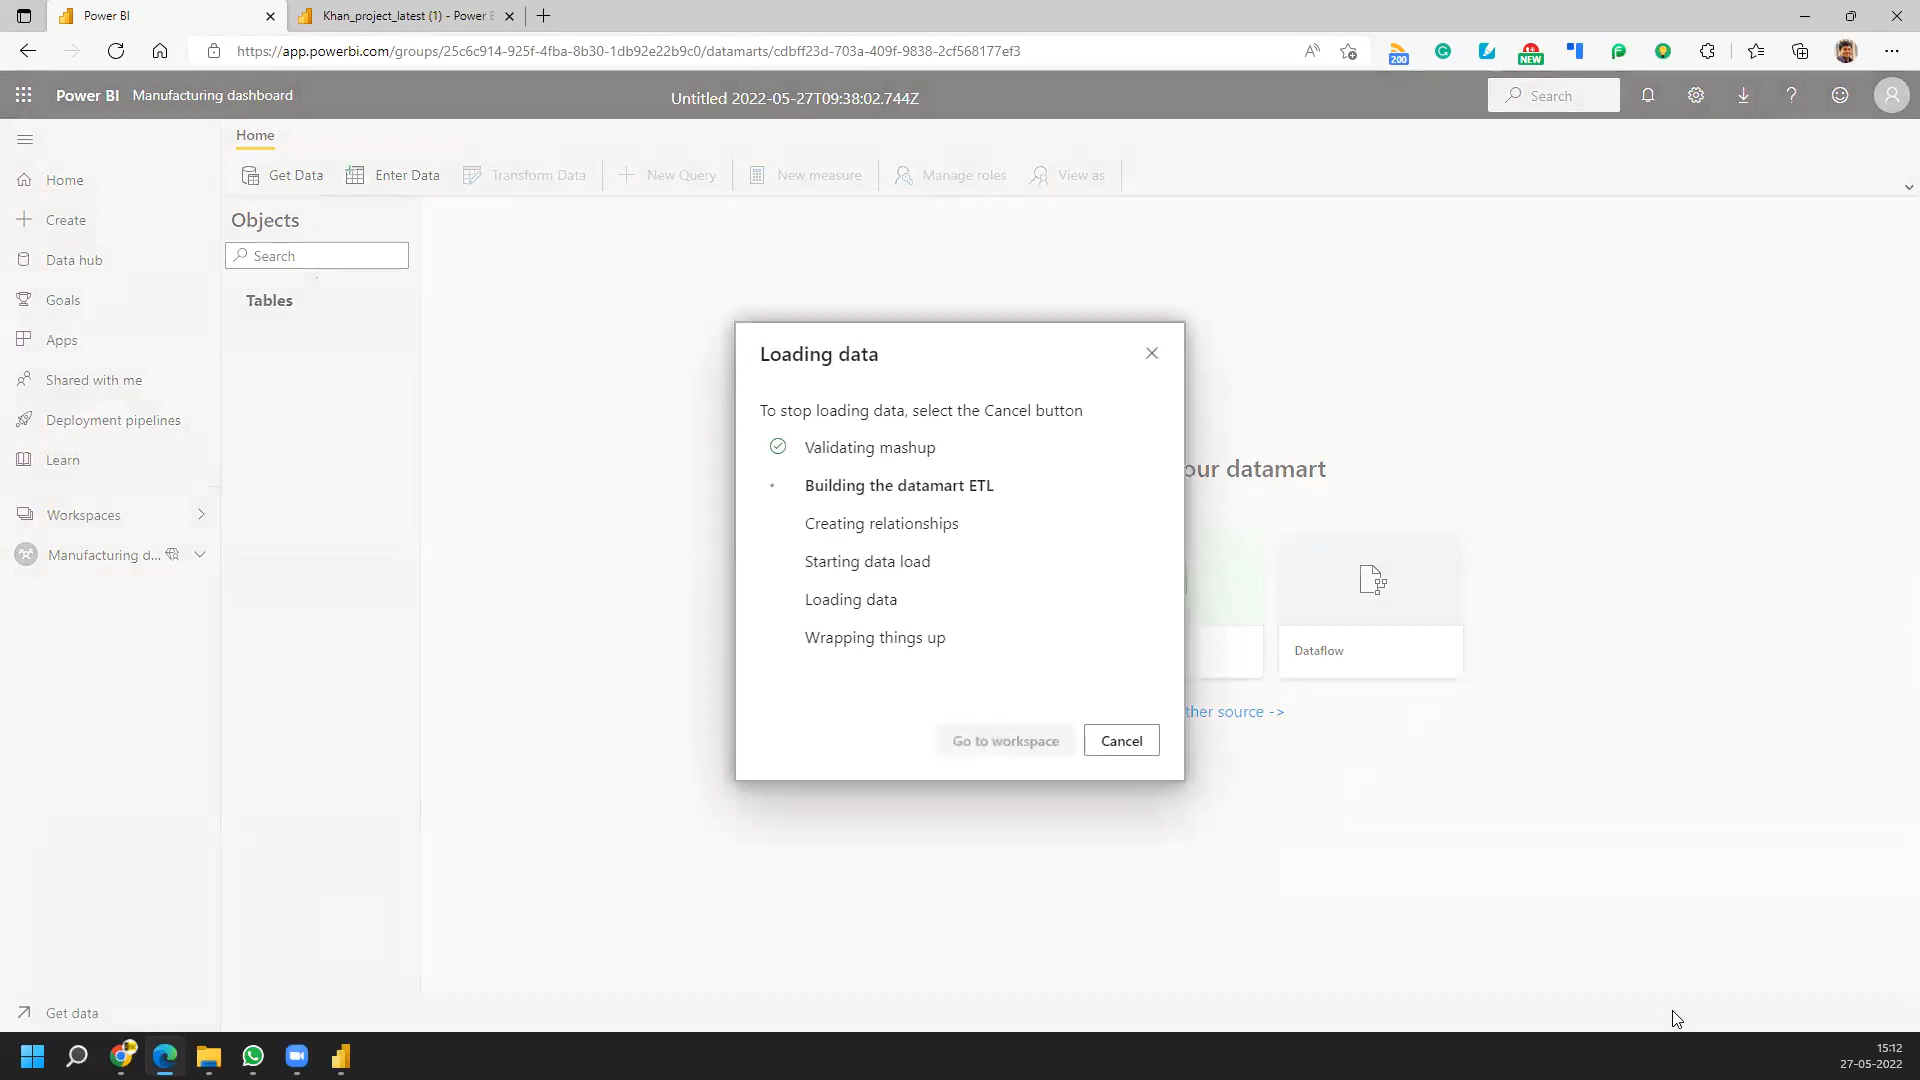 Power BI
Khan_project_latest (1) - Power B
https://app.powerbi.com/groups/25c6c914-925f-4fba-8b30-1db92e22b9c0/datamarts/cdbff23d-703a-409f-9838-2cf568177ef3
200
NEW
Power BI Manufacturing dashboard
Untitled 2022-05-27T09:38:02.744Z
Search
Home
Get Data
Enter Data
Transform Data
New Query
New measure
Manage roles
View as
Home
Create
Data hub
Goals
Apps
Shared with me
Deployment pipelines
Learn
Workspaces
Manufacturing d...
Get data
Objects
Search
Tables
Loading data
To stop loading data, select the Cancel button
Validating mashup
Building the datamart ETL
Creating relationships
Starting data load
Loading data
Wrapping things up
Go to workspace
Cancel
our datamart
Dataflow
ther source ->
15:12
27-05-2022